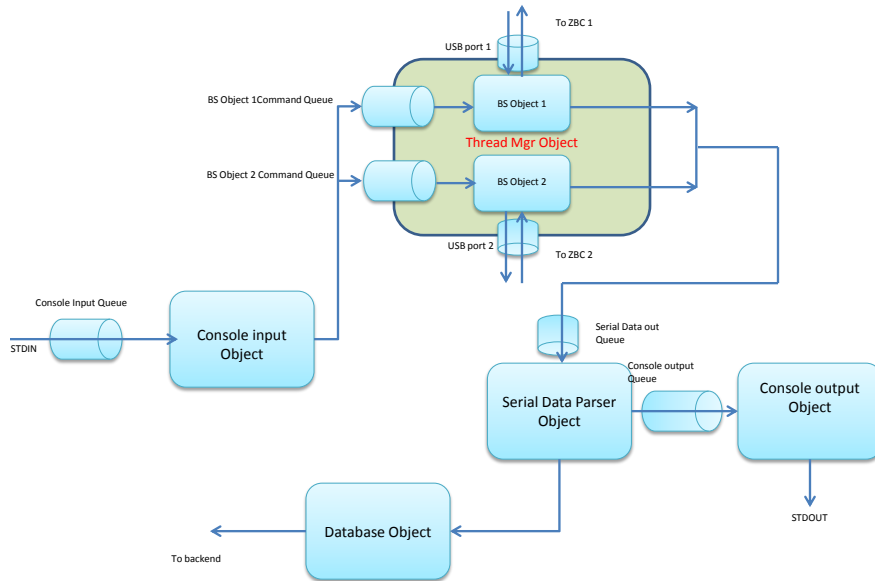 To ZBC 1
USB port 1
BS Object 1Command Queue
BS Object 1
Thread Mgr Object
BS Object 2 Command Queue
BS Object 2
USB port 2
To ZBC 2
Console Input Queue
STDIN
Console input
Object
Serial Data out
Queue
Console output
Queue
Serial Data Parser
Object
Console output
Object
STDOUT
Database Object
To backend